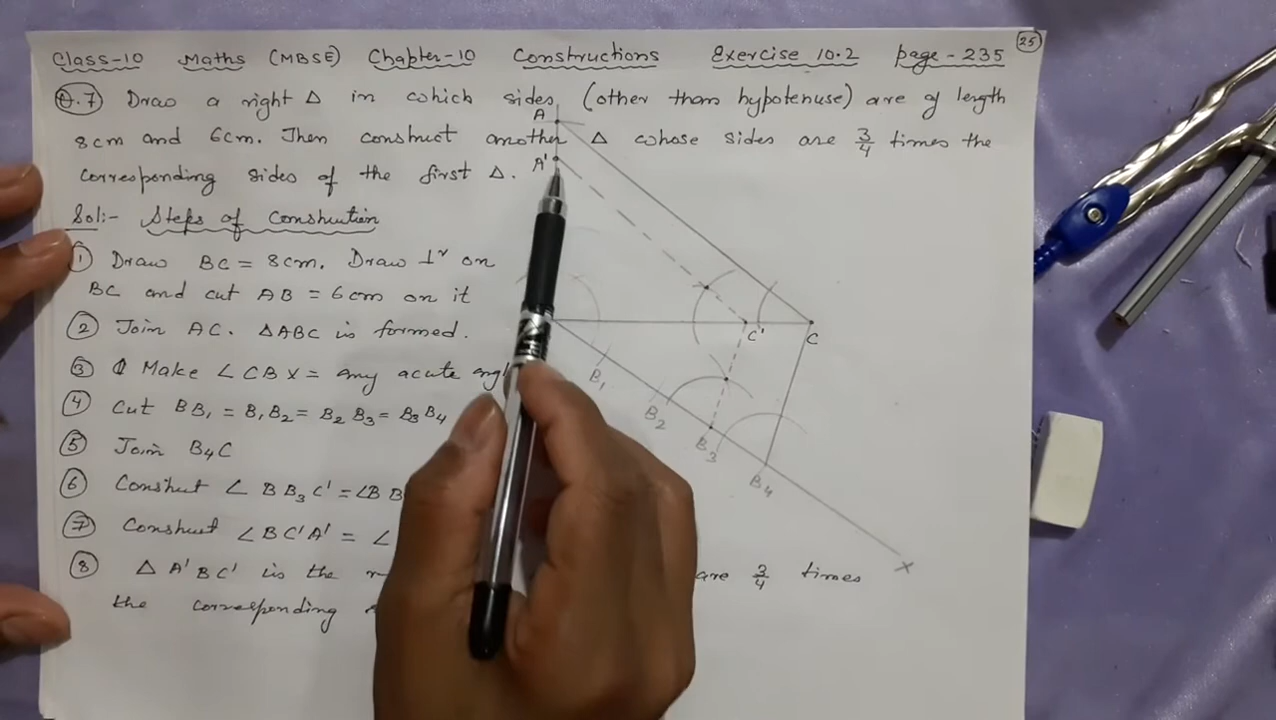 25
Class-10 Maths (MBSE) Chapter-10 Constructions Exercise 10.2 page-235
Q.7 Draw a right △ in which sides (other than hypotenuse) are of length
8cm and 6cm. Then construct another △ whose sides are 3/4 times the
corresponding sides of the first △.
Sol:- Steps of Construction
① Draw BC = 8cm. Draw ⊥r on
BC and cut AB = 6cm on it
② Join AC. △ABC is formed.
③ Make ∠CBX = any acute
④ Cut BB₁ = B₁B₂ = B₂B₃ = B₃B₄
⑤ Join B₄C
⑥ Construct ∠BB₃C' = ∠B
⑦ Construct ∠BC'A' = ∠
⑧ △A'BC' is the are 3/4 times
the corresponding
A
A'
C'
C
B₁
B₂
B₃
B₄
X